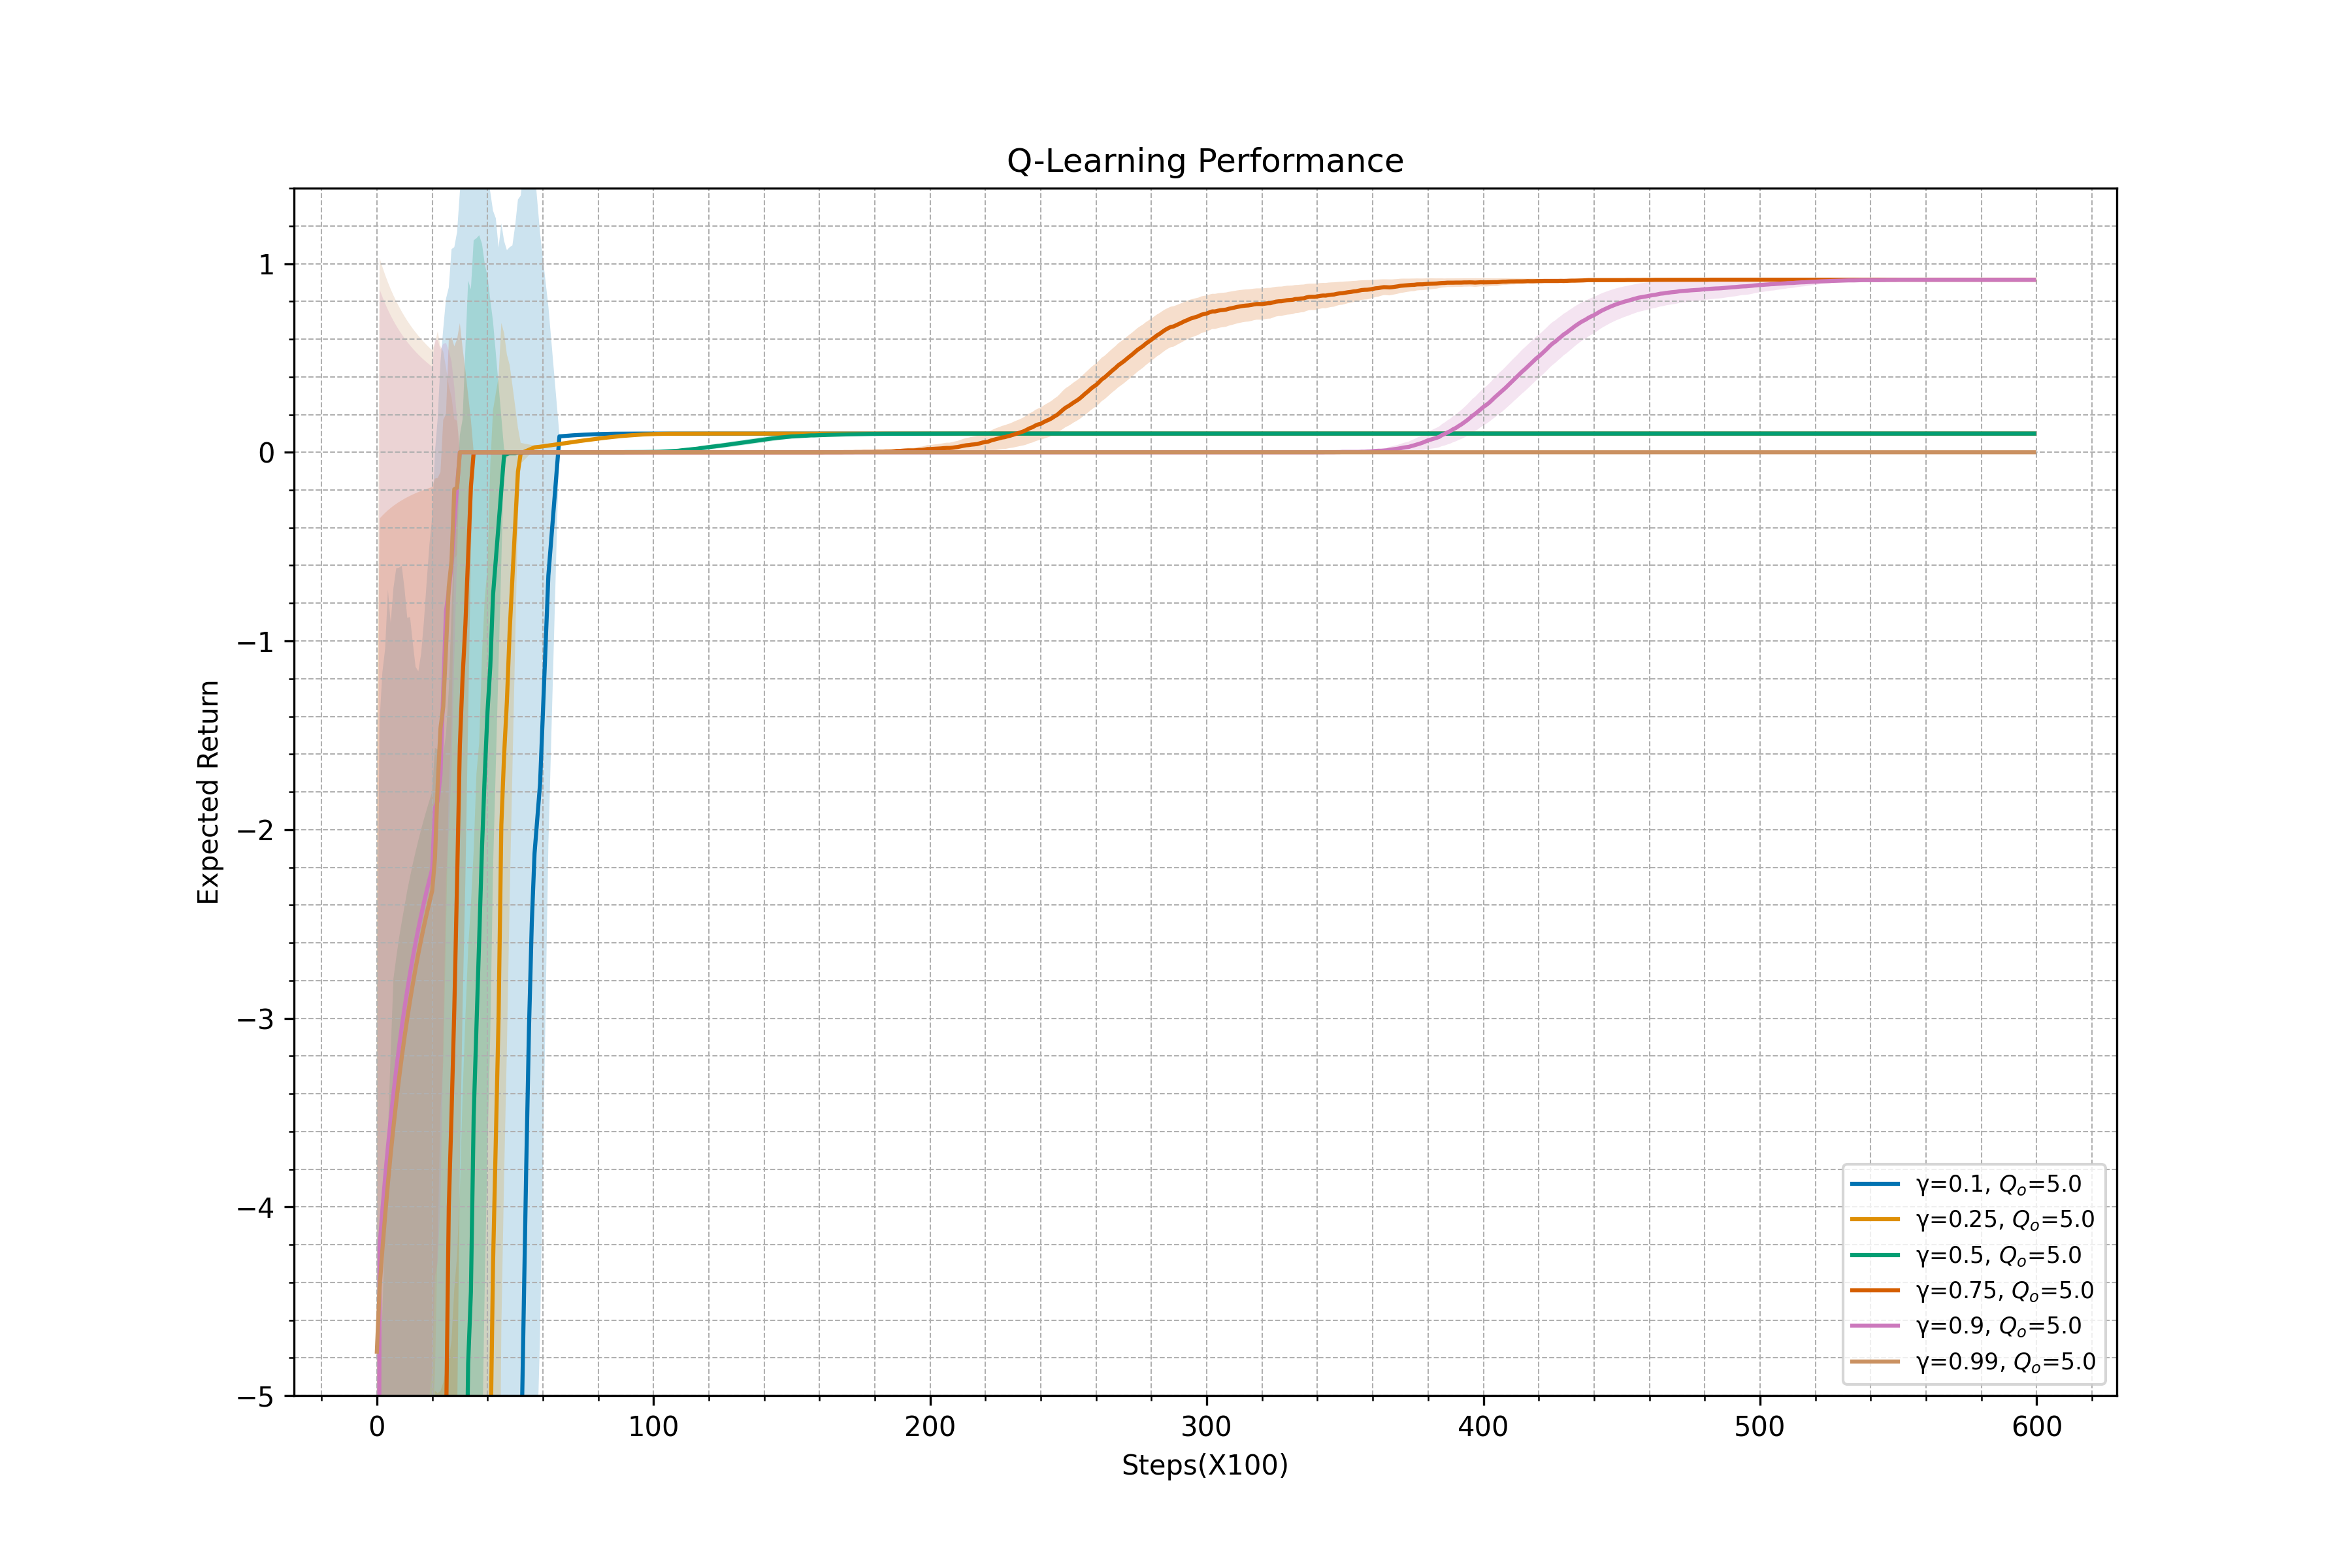 Q-Learning Performance
Expected Return
1
0
−1
−2
−3
−4
−5
0 100 200 300 400 500 600
Steps(X100)
γ=0.1, Qo=5.0
γ=0.25, Qo=5.0
γ=0.5, Qo=5.0
γ=0.75, Qo=5.0
γ=0.9, Qo=5.0
γ=0.99, Qo=5.0